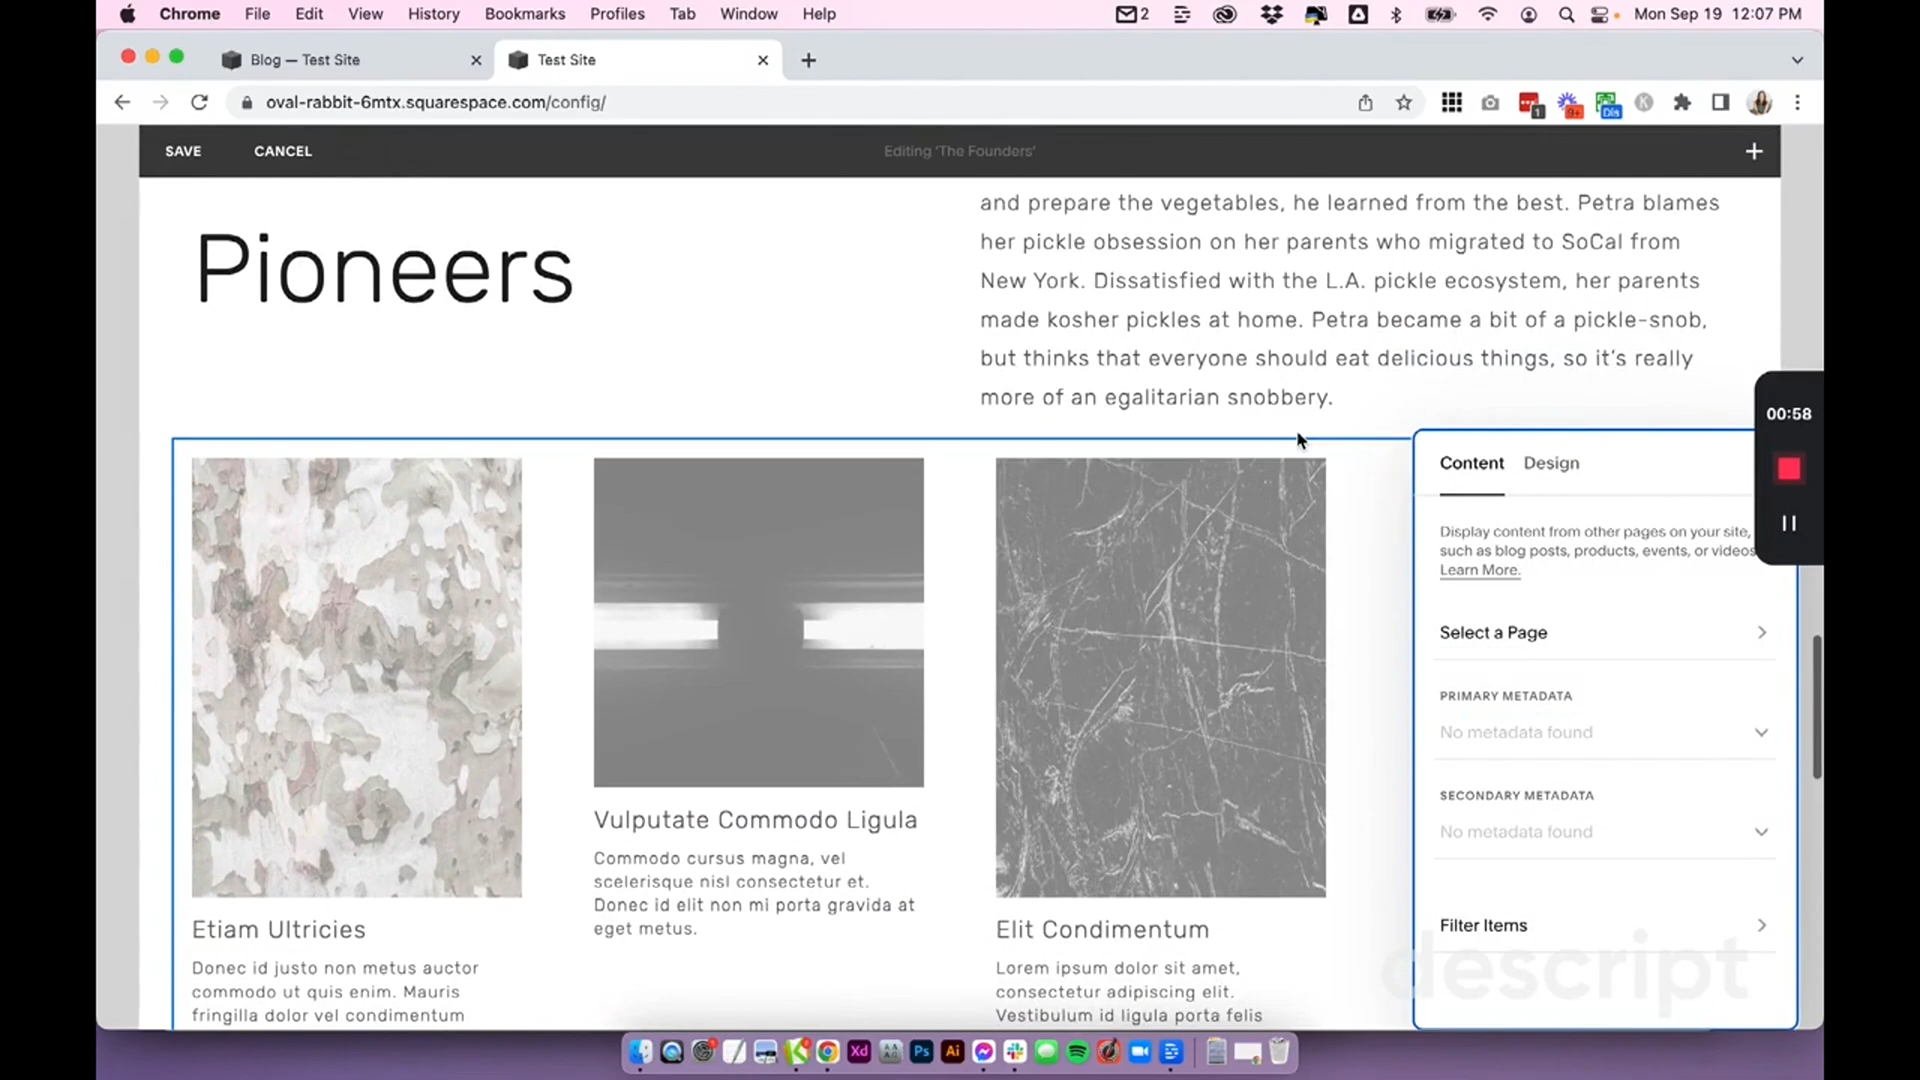 Chrome File Edit View History Bookmarks Profiles Tab Window Help 2 Mon Sep 19 12:07 PM
Blog — Test Site
Test Site
oval-rabbit-6mtx.squarespace.com/config/
1
9+
Dis
K
SAVE CANCEL Editing 'The Founders'
Pioneers
and prepare the vegetables, he learned from the best. Petra blames
her pickle obsession on her parents who migrated to SoCal from
New York. Dissatisfied with the L.A. pickle ecosystem, her parents
made kosher pickles at home. Petra became a bit of a pickle-snob,
but thinks that everyone should eat delicious things, so it's really
more of an egalitarian snobbery.
00:58
Content Design
Display content from other pages on your site,
such as blog posts, products, events, or videos
Learn More.
Select a Page
PRIMARY METADATA
No metadata found
SECONDARY METADATA
No metadata found
Filter Items
Etiam Ultricies
Donec id justo non metus auctor
commodo ut quis enim. Mauris
fringilla dolor vel condimentum
Vulputate Commodo Ligula
Commodo cursus magna, vel
scelerisque nisl consectetur et.
Donec id elit non mi porta gravida at
eget metus.
Elit Condimentum
Lorem ipsum dolor sit amet,
consectetur adipiscing elit.
Vestibulum id ligula porta felis
descript
Xd
Ps
Ai